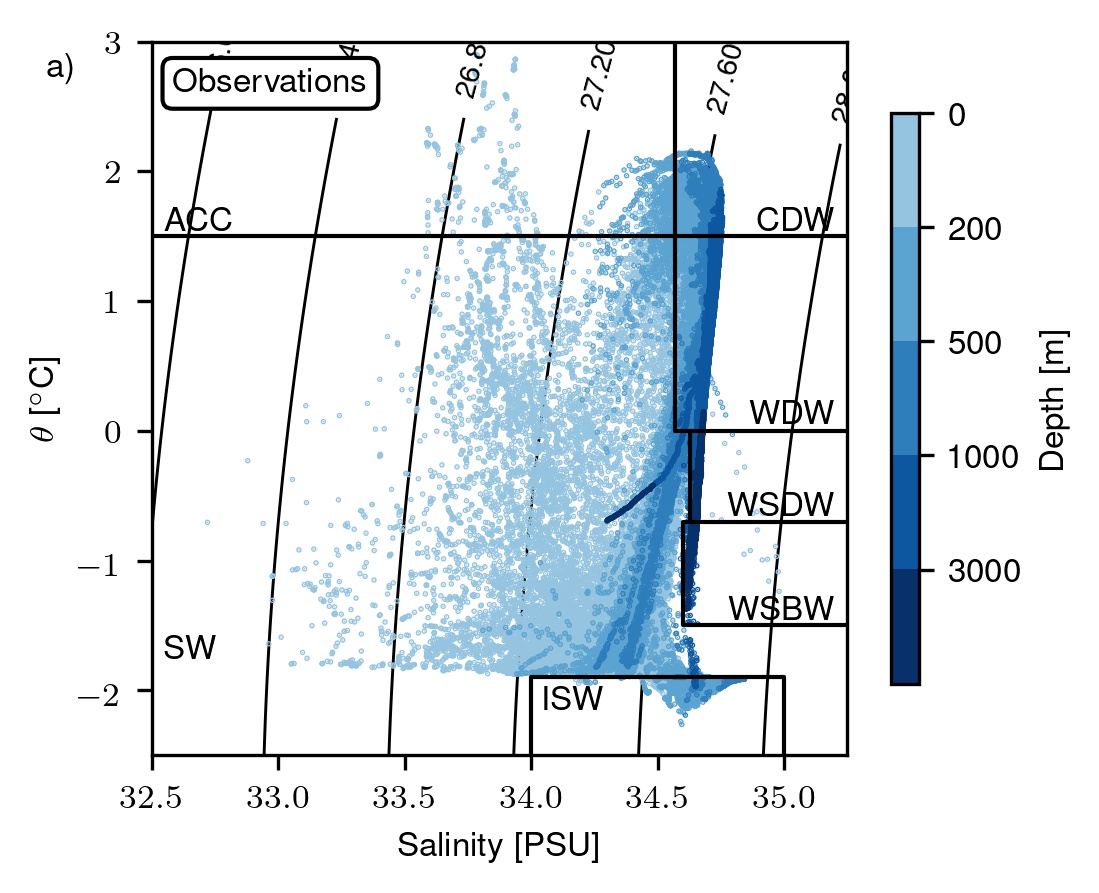 a)
Observations
26.8
27.20
27.60
ACC
CDW
WDW
WSDW
WSBW
SW
ISW
3
2
1
0
−1
−2
θ [°C]
32.5 33.0 33.5 34.0 34.5 35.0
Salinity [PSU]
0
200
500
1000
3000
Depth [m]